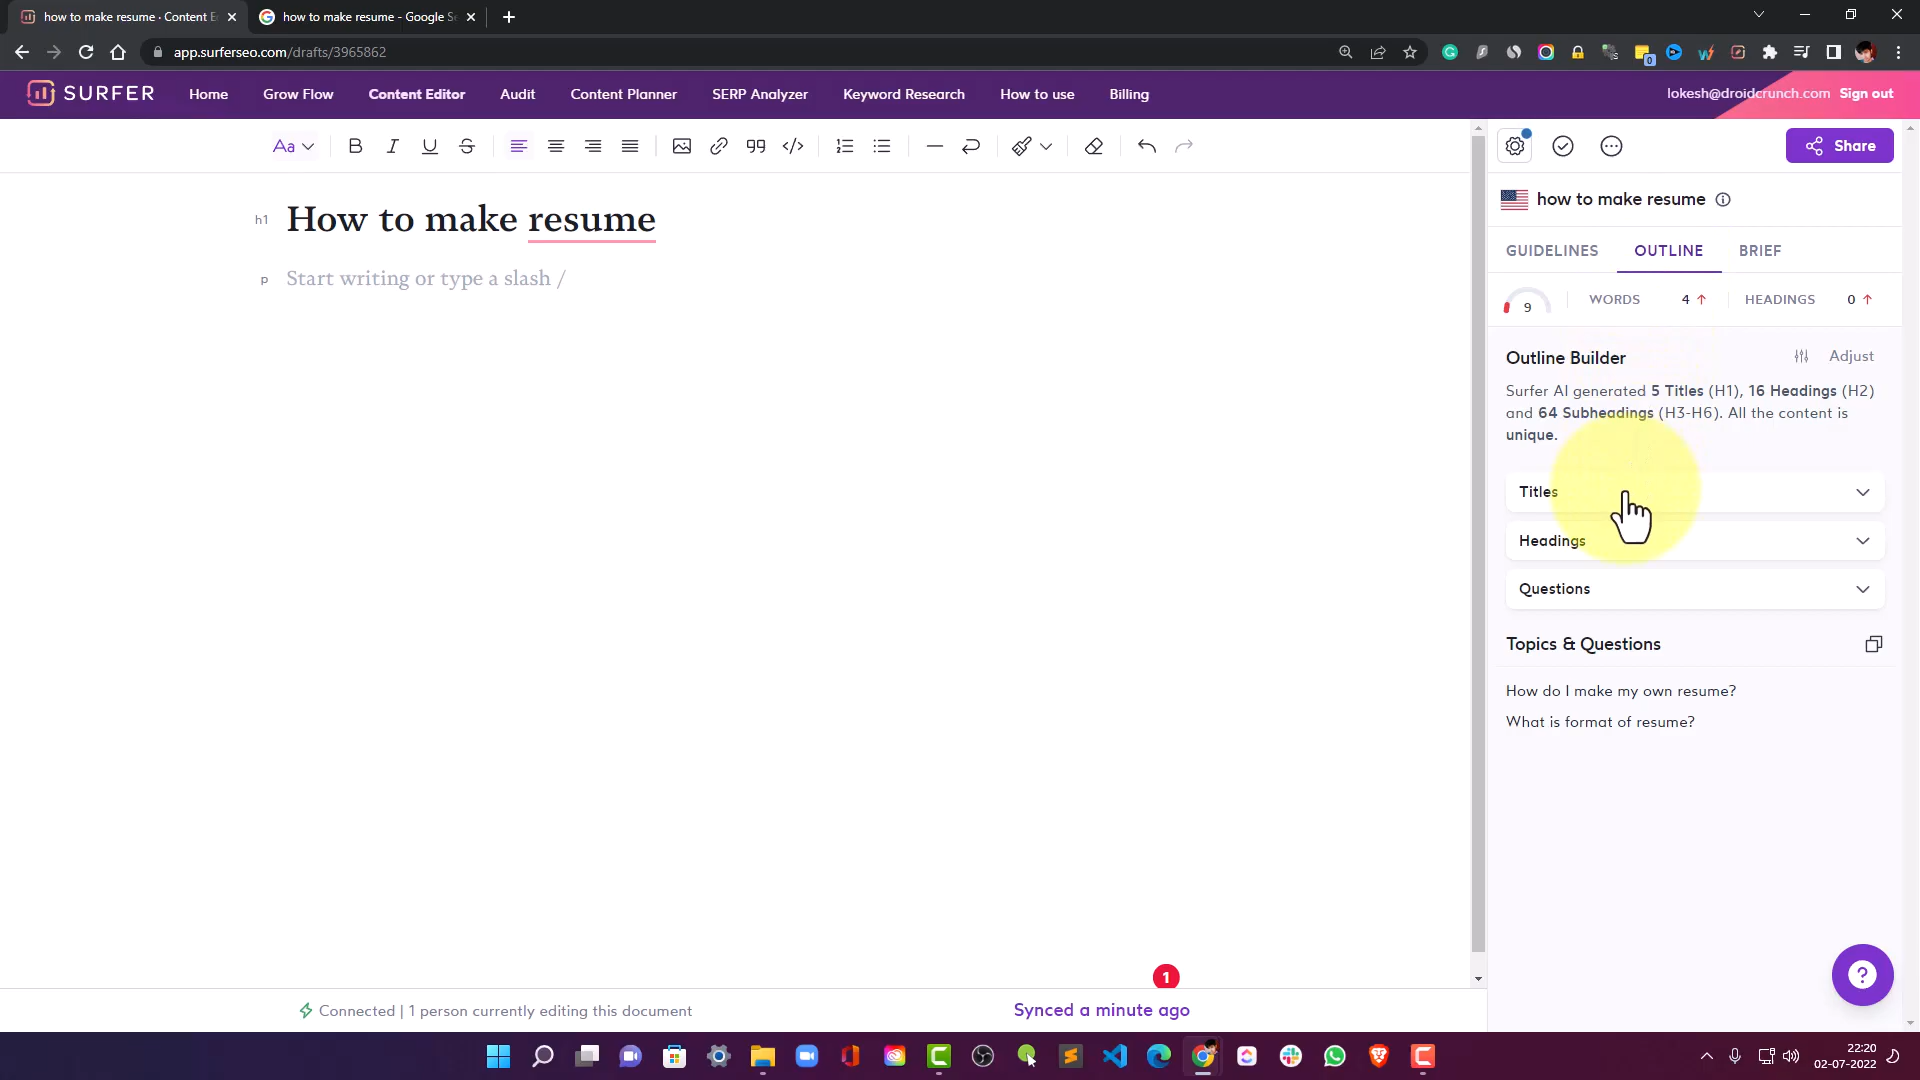 how to make resume · Content E
how to make resume - Google Se
app.surferseo.com/drafts/3965862
0
SURFER
Home
Grow Flow
Content Editor
Audit
Content Planner
SERP Analyzer
Keyword Research
How to use
Billing
lokesh@droidcrunch.com
Sign out
Aa
Share
how to make resume
GUIDELINES
OUTLINE
BRIEF
9
WORDS 4
HEADINGS 0
h1
How to make resume
p
Start writing or type a slash /
Outline Builder
Adjust
Surfer AI generated 5 Titles (H1), 16 Headings (H2)
and 64 Subheadings (H3-H6). All the content is
unique.
Titles
Headings
Questions
Topics & Questions
How do I make my own resume?
What is format of resume?
1
Connected | 1 person currently editing this document
Synced a minute ago
?
22:20
02-07-2022